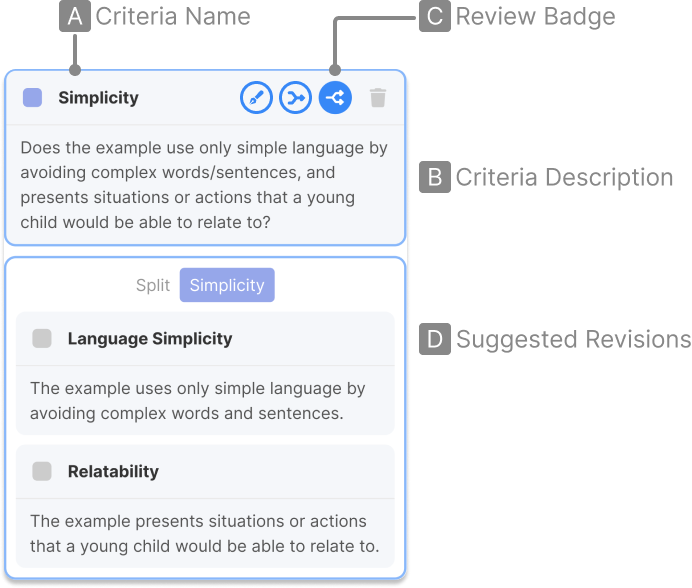 A Criteria Name
C Review Badge
Simplicity
Does the example use only simple language by
avoiding complex words/sentences, and
presents situations or actions that a young
child would be able to relate to?
B Criteria Description
Split Simplicity
Language Simplicity
D Suggested Revisions
The example uses only simple language by
avoiding complex words and sentences.
Relatability
The example presents situations or actions
that a young child would be able to relate to.